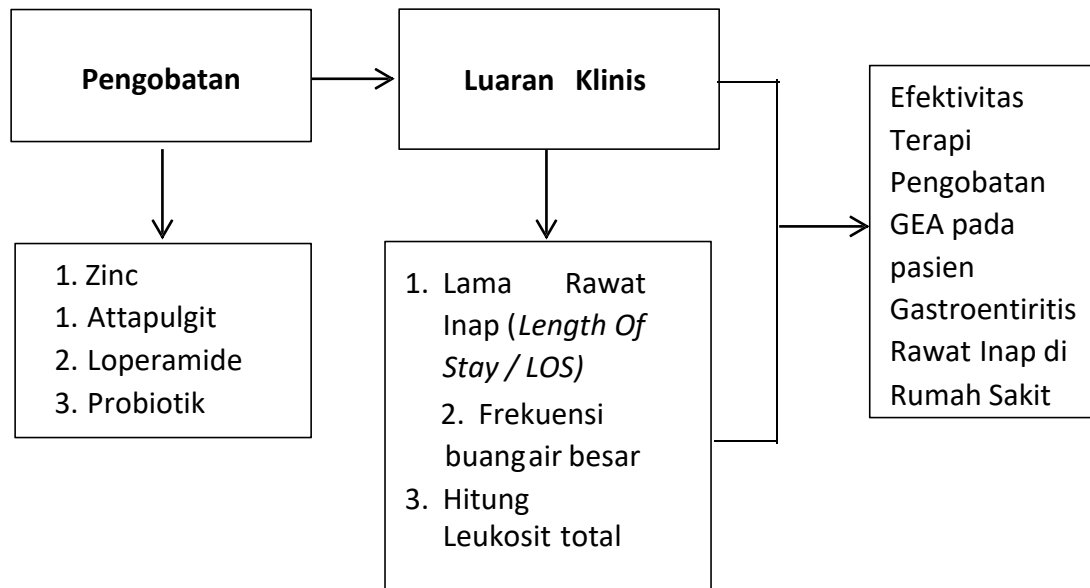 Pengobatan
Luaran Klinis
1. Zinc
1. Attapulgit
2. Loperamide
3. Probiotik
1. Lama Rawat
Inap (Length Of
Stay / LOS)
2. Frekuensi
buangair besar
3. Hitung
Leukosit total
Efektivitas
Terapi
Pengobatan
GEA pada
pasien
Gastroentiritis
Rawat Inap di
Rumah Sakit